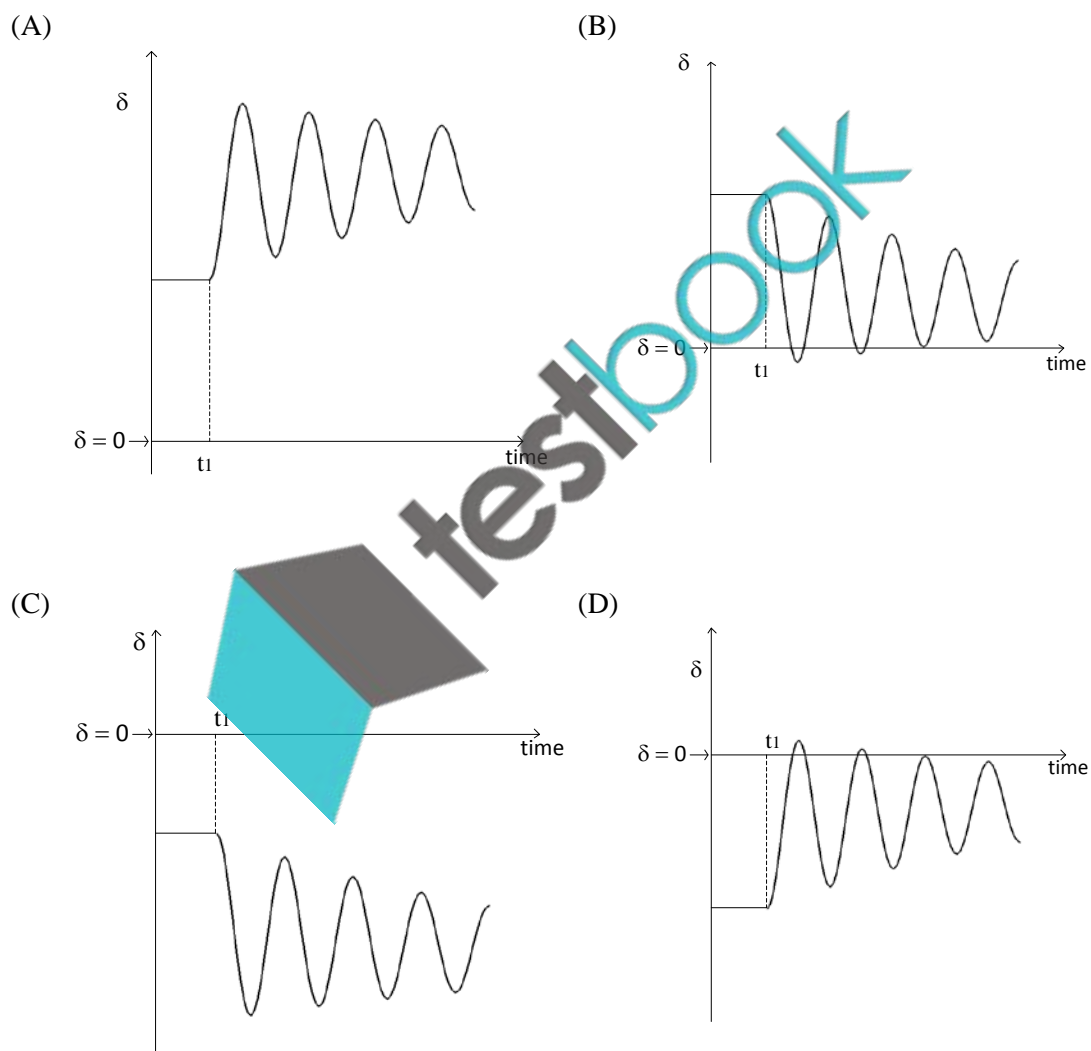 (A)
δ
δ = 0
t1
time
(B)
δ
δ = 0
t1
time
testbook
(C)
δ
t1
δ = 0
time
(D)
δ
t1
δ = 0
time